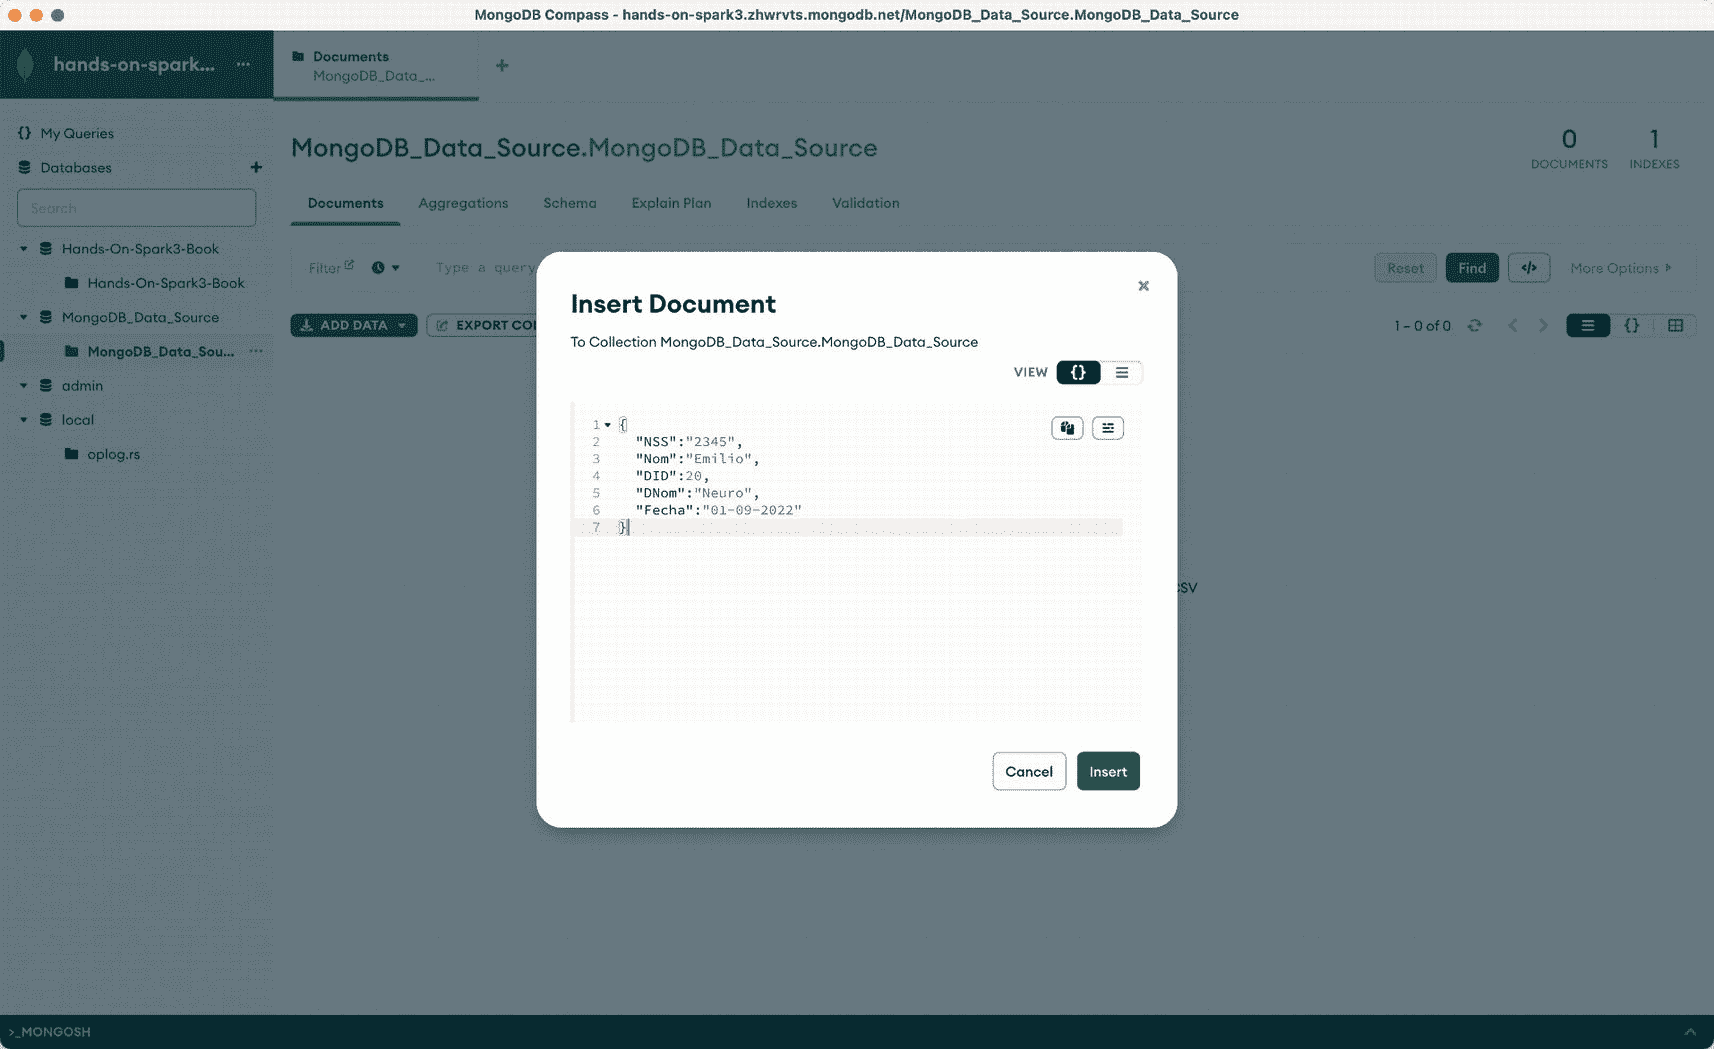 MongoDB Compass - hands-on-spark3.zhwrvts.mongodb.net/MongoDB_Data_Source.MongoDB_Data_Source
hands-on-spark...
Documents
MongoDB_Data_...
My Queries
Databases
Search
Hands-On-Spark3-Book
Hands-On-Spark3-Book
MongoDB_Data_Source
MongoDB_Data_Sou...
admin
local
oplog.rs
MongoDB_Data_Source.MongoDB_Data_Source
0
DOCUMENTS
1
INDEXES
Documents Aggregations Schema Explain Plan Indexes Validation
Filter Type a query Reset Find </> More Options
ADD DATA EXPORT CO 1 – 0 of 0 {}
Insert Document
To Collection MongoDB_Data_Source.MongoDB_Data_Source
VIEW {}
1 {
2 "NSS":"2345",
3 "Nom":"Emilio",
4 "DID":20,
5 "DNom":"Neuro",
6 "Fecha":"01-09-2022"
7 }
CSV
Cancel Insert
>_MONGOSH